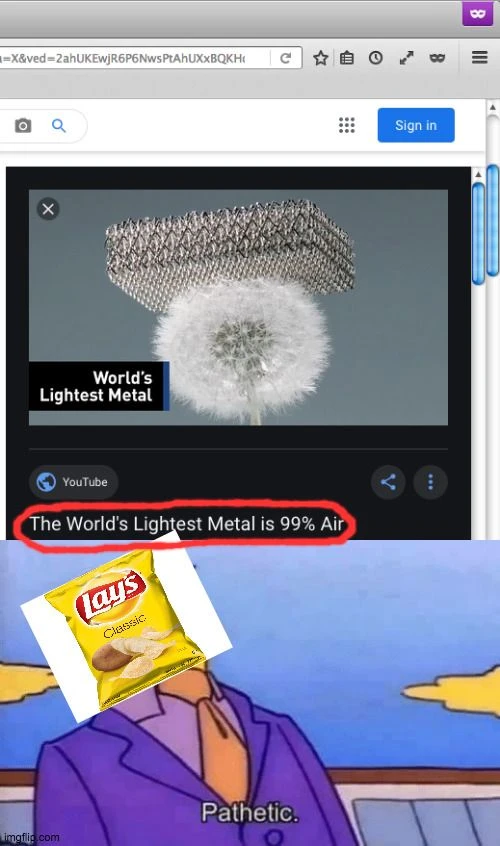 =X&ved=2ahUKEwjR6P6NwsPtAhUXxBQKH
Sign in
World's
Lightest Metal
YouTube
The World's Lightest Metal is 99% Air
Lay's
Classic
Pathetic.
imgflip.com